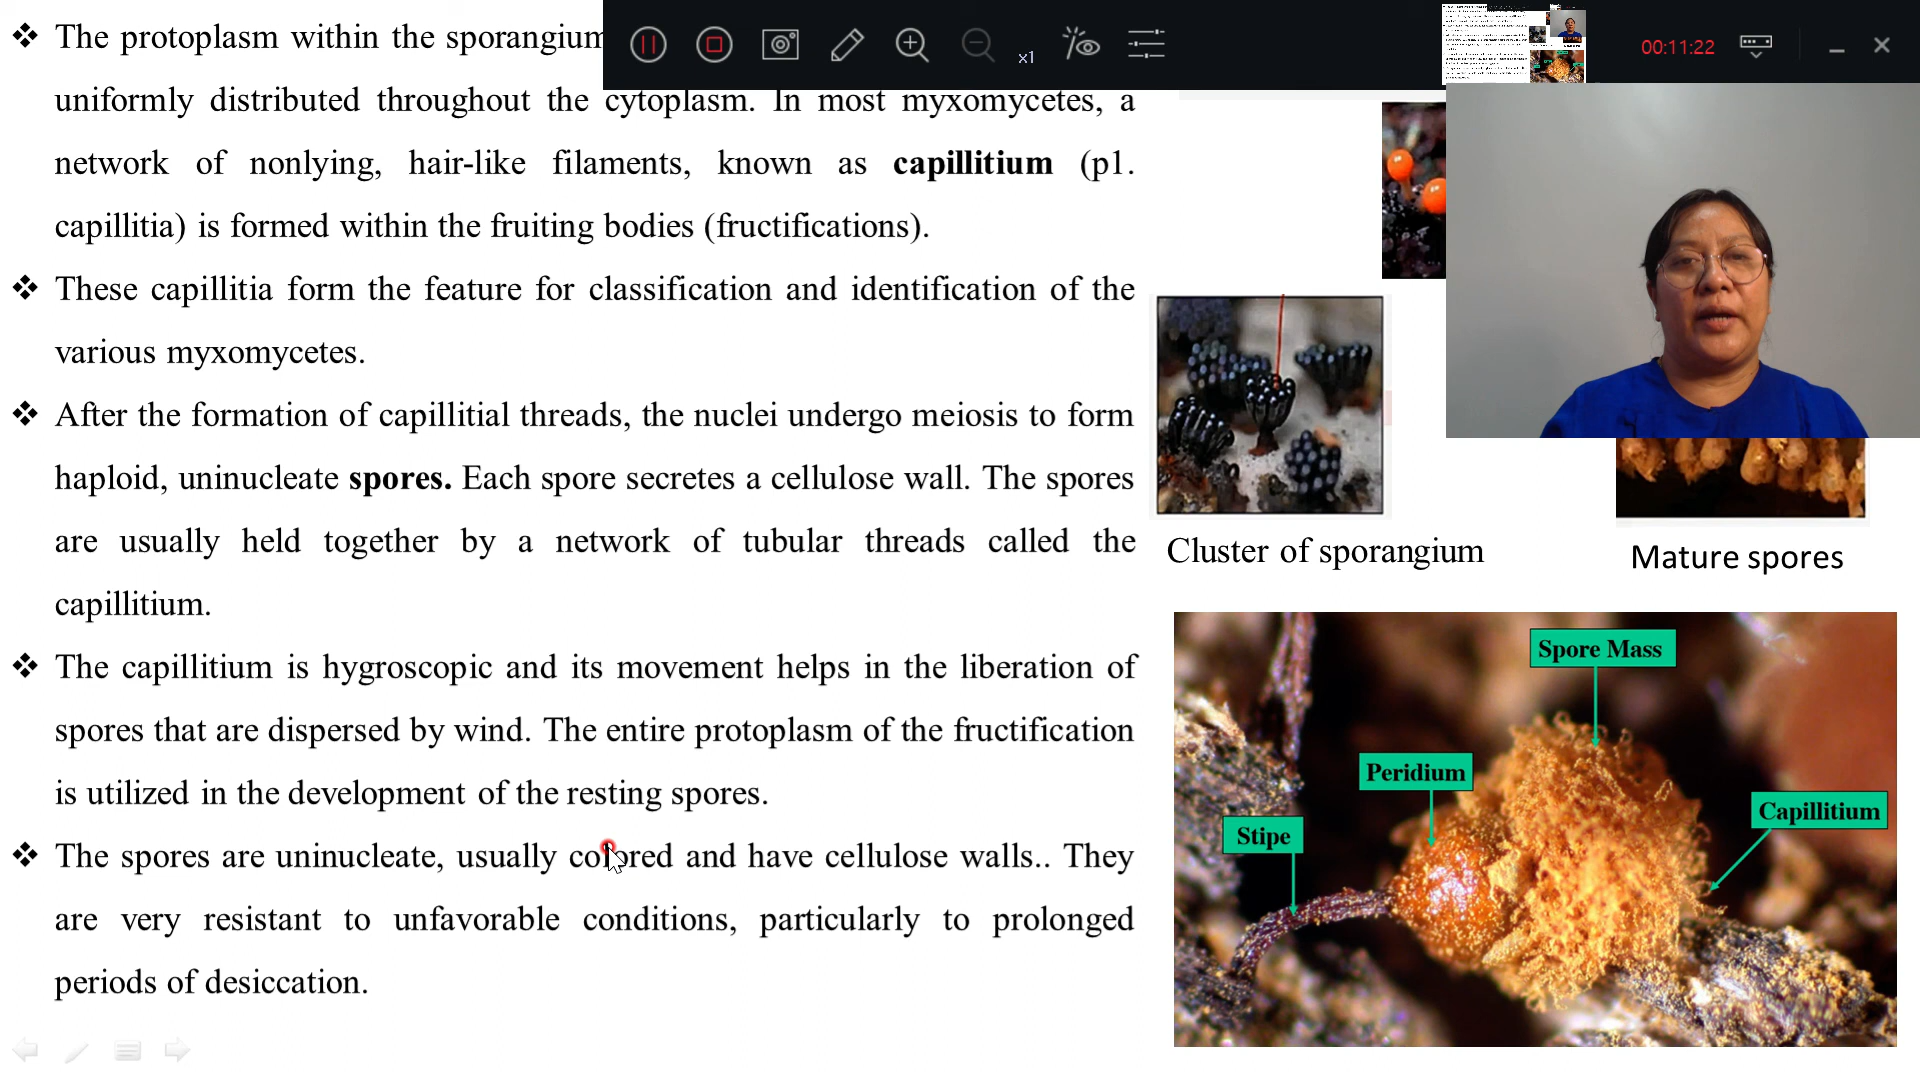 ❖ The protoplasm within the sporangium
uniformly distributed throughout the cytoplasm. In most myxomycetes, a
network of nonlying, hair-like filaments, known as capillitium (p1.
capillitia) is formed within the fruiting bodies (fructifications).
❖ These capillitia form the feature for classification and identification of the
various myxomycetes.
❖ After the formation of capillitial threads, the nuclei undergo meiosis to form
haploid, uninucleate spores. Each spore secretes a cellulose wall. The spores
are usually held together by a network of tubular threads called the
capillitium.
❖ The capillitium is hygroscopic and its movement helps in the liberation of
spores that are dispersed by wind. The entire protoplasm of the fructification
is utilized in the development of the resting spores.
❖ The spores are uninucleate, usually colored and have cellulose walls.. They
are very resistant to unfavorable conditions, particularly to prolonged
periods of desiccation.
x1
00:11:22
Cluster of sporangium
Mature spores
Spore Mass
Peridium
Capillitium
Stipe